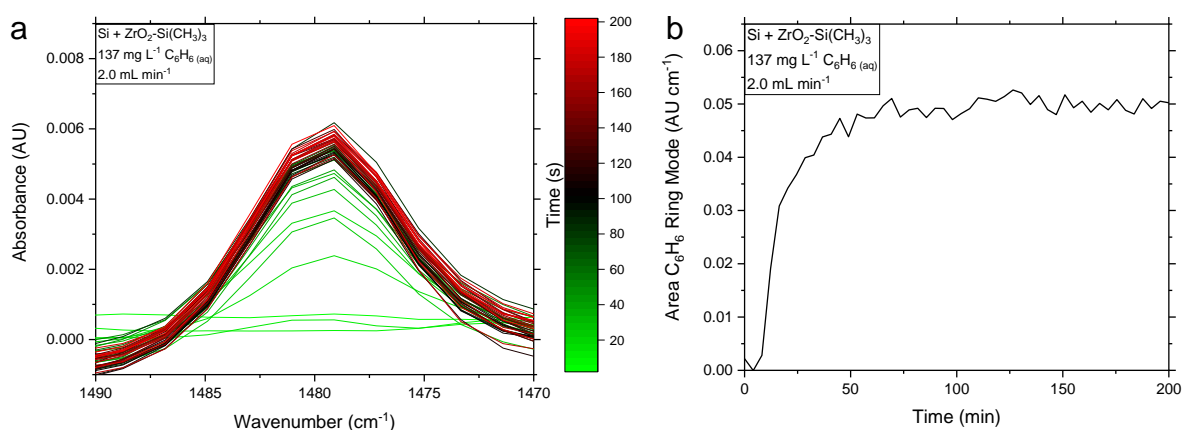 a
Si + ZrO₂-Si(CH₃)₃
137 mg L⁻¹ C₆H₆ (aq)
2.0 mL min⁻¹
Absorbance (AU)
0.008
0.006
0.004
0.002
0.000
1490 1485 1480 1475 1470
Wavenumber (cm⁻¹)
Time (s)
200
180
160
140
120
100
80
60
40
20
b
Si + ZrO₂-Si(CH₃)₃
137 mg L⁻¹ C₆H₆ (aq)
2.0 mL min⁻¹
Area C₆H₆ Ring Mode (AU cm⁻¹)
0.06
0.05
0.04
0.03
0.02
0.01
0.00
0 50 100 150 200
Time (min)